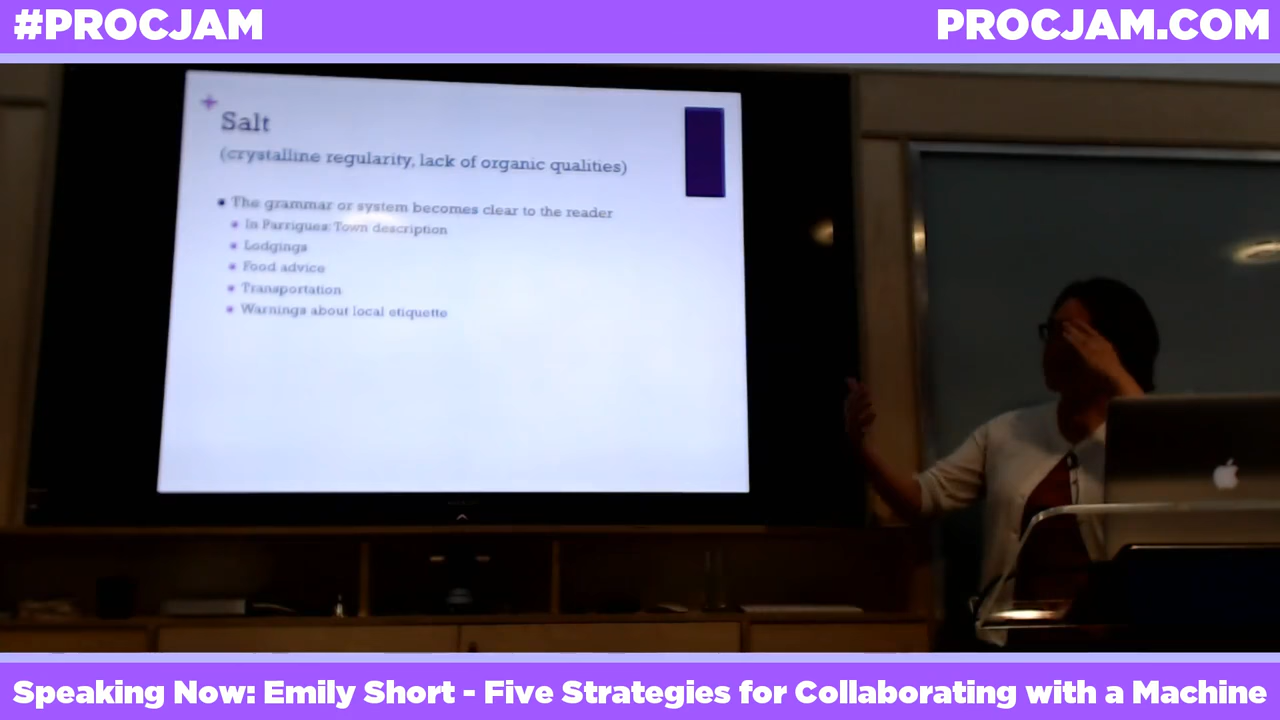 #PROCJAM
PROCJAM.COM
Salt
(crystalline regularity, lack of organic qualities)
The grammar or system becomes clear to the reader
In Parrigues: Town description
Lodgings
Food advice
Transportation
Warnings about local etiquette
Speaking Now: Emily Short - Five Strategies for Collaborating with a Machine